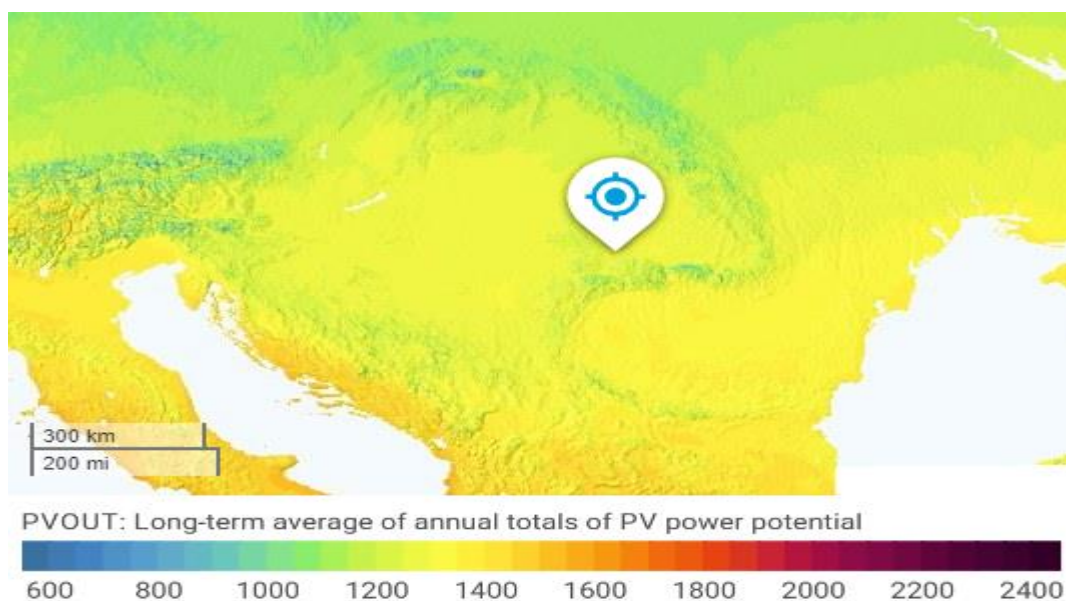 300 km
200 mi
PVOUT: Long-term average of annual totals of PV power potential
600 800 1000 1200 1400 1600 1800 2000 2200 2400